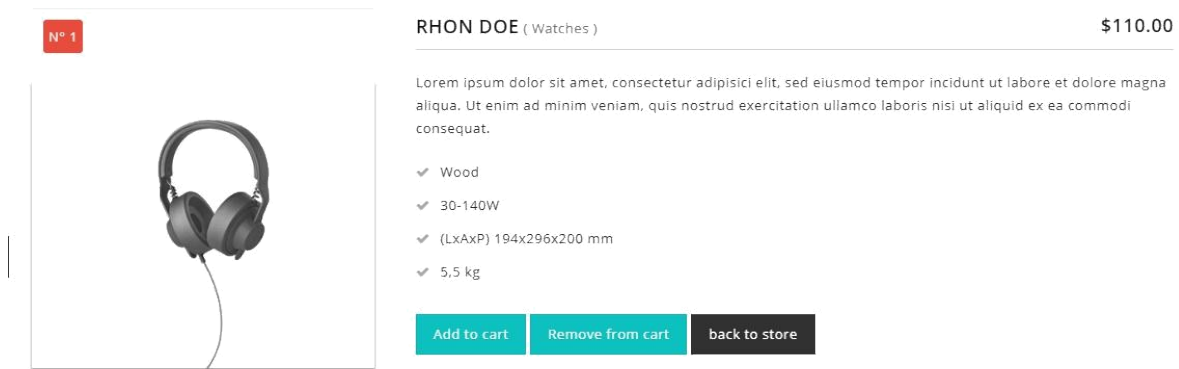 Nº 1
RHON DOE ( Watches )
$110.00
Lorem ipsum dolor sit amet, consectetur adipisici elit, sed eiusmod tempor incidunt ut labore et dolore magna
aliqua. Ut enim ad minim veniam, quis nostrud exercitation ullamco laboris nisi ut aliquid ex ea commodi
consequat.
Wood
30-140W
(LxAxP) 194x296x200 mm
5,5 kg
Add to cart
Remove from cart
back to store